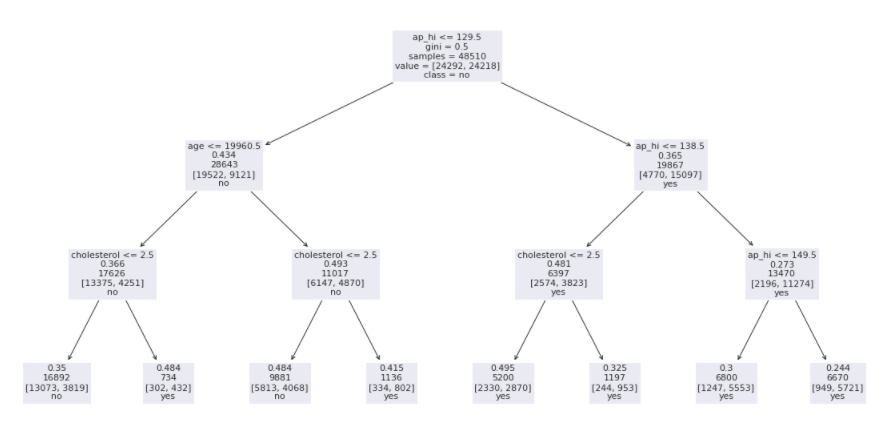 ap_hi <= 129.5
gini = 0.5
samples = 48510
value = [24292, 24218]
class = no
age <= 19960.5
0.434
28643
[19522, 9121]
no
ap_hi <= 138.5
0.365
19867
[4770, 15097]
yes
cholesterol <= 2.5
0.366
17626
[13375, 4251]
no
cholesterol <= 2.5
0.493
11017
[6147, 4870]
no
cholesterol <= 2.5
0.481
6397
[2574, 3823]
yes
ap_hi <= 149.5
0.273
13470
[2196, 11274]
yes
0.35
16892
[13073, 3819]
no
0.484
734
[302, 432]
yes
0.484
9881
[5813, 4068]
no
0.415
1136
[334, 802]
yes
0.495
5200
[2330, 2870]
yes
0.325
1197
[244, 953]
yes
0.3
6800
[1247, 5553]
yes
0.244
6670
[949, 5721]
yes